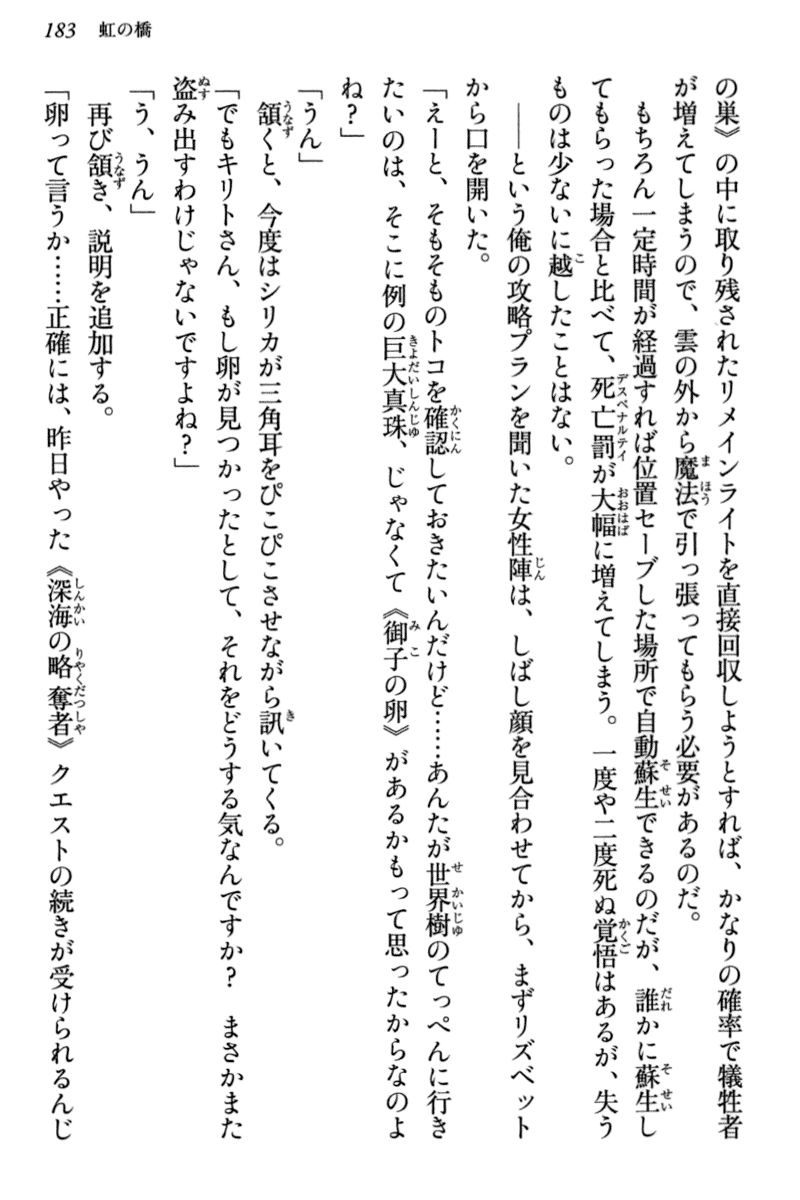 183 虹の橋
の巣》の中に取り残されたリメインライトを直接回収しようとすれば、かなりの確率で犠牲者
が増えてしまうので、雲の外から魔法で引っ張ってもらう必要があるのだ。
もちろん一定時間が経過すれば位置セーブした場所で自動蘇生できるのだが、誰かに蘇生し
てもらった場合と比べて、死亡罰が大幅に増えてしまう。一度や二度死ぬ覚悟はあるが、失う
ものは少ないに越したことはない。
――という俺の攻略プランを聞いた女性陣は、しばし顔を見合わせてから、まずリズベット
から口を開いた。
「えーと、そもそものトコを確認しておきたいんだけど……あんたが世界樹のてっぺんに行き
たいのは、そこに例の巨大真珠、じゃなくて《御子の卵》があるかもって思ったからなのよ
ね?」
「うん」
頷くと、今度はシリカが三角耳をぴこぴこさせながら訊いてくる。
「でもキリトさん、もし卵が見つかったとして、それをどうする気なんですか? まさかまた
盗み出すわけじゃないですよね?」
「う、うん」
再び頷き、説明を追加する。
「卵って言うか……正確には、昨日やった《深海の略奪者》クエストの続きが受けられるんじ